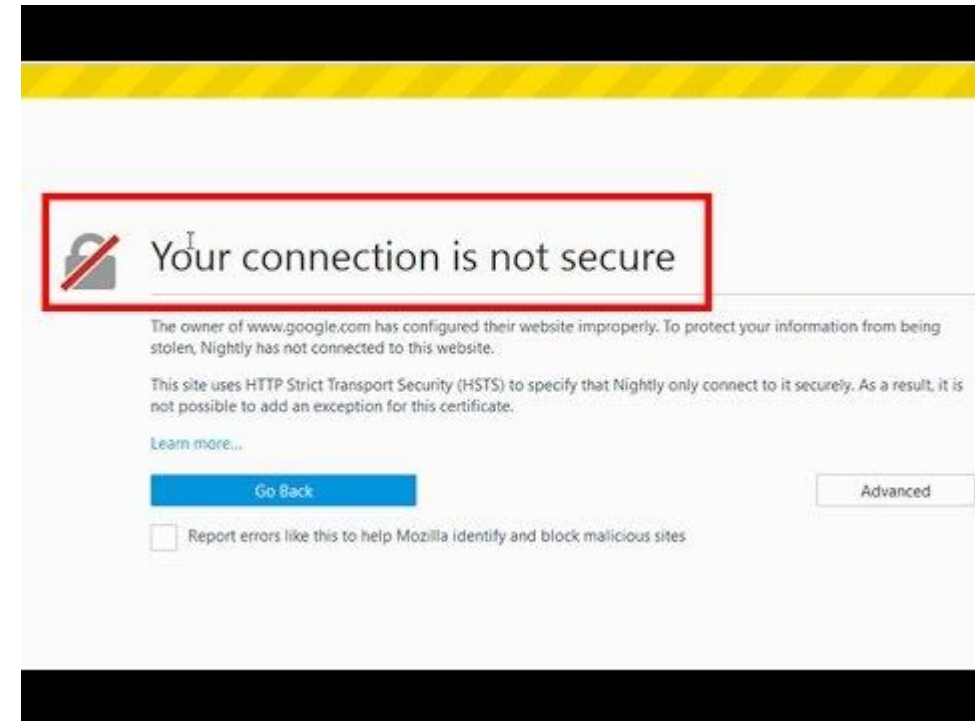 Your connection is not secure
The owner of www.google.com has configured their website improperly. To protect your information from being
stolen, Nightly has not connected to this website.
This site uses HTTP Strict Transport Security (HSTS) to specify that Nightly only connect to it securely. As a result, it is
not possible to add an exception for this certificate.
Learn more...
Go Back
Advanced
Report errors like this to help Mozilla identify and block malicious sites